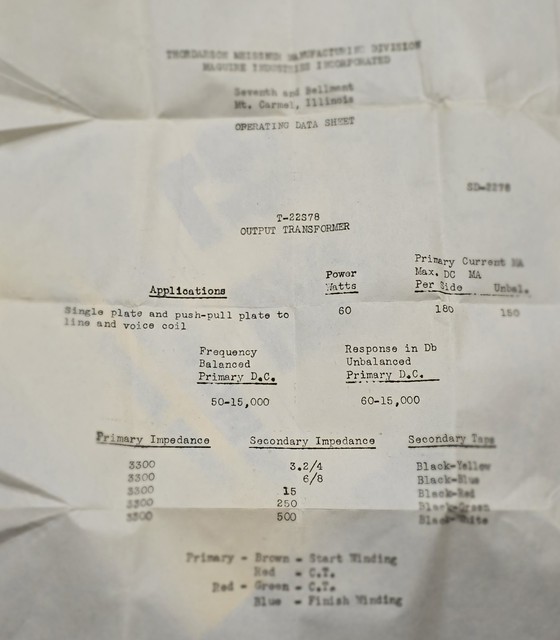 THORDARSON MEISSNER MANUFACTURING DIVISION
MAGUIRE INDUSTRIES INCORPORATED
Seventh and Bellmont
Mt. Carmel, Illinois
OPERATING DATA SHEET
SD-2278
T-22S78
OUTPUT TRANSFORMER
Applications
Power
Watts
Primary Current MA
Max. DC MA
Per Side Unbal.
Single plate and push-pull plate to
line and voice coil
60 180 150
Frequency
Balanced
Primary D.C.
Response in Db
Unbalanced
Primary D.C.
50-15,000 60-15,000
Primary Impedance Secondary Impedance Secondary Taps
3300 3.2/4 Black-Yellow
3300 6/8 Black-Blue
3300 15 Black-Red
3300 250 Black-Green
3300 500 Black-White
Primary - Brown - Start Winding
Red - C.T.
Red - Green - C.T.
Blue - Finish Winding